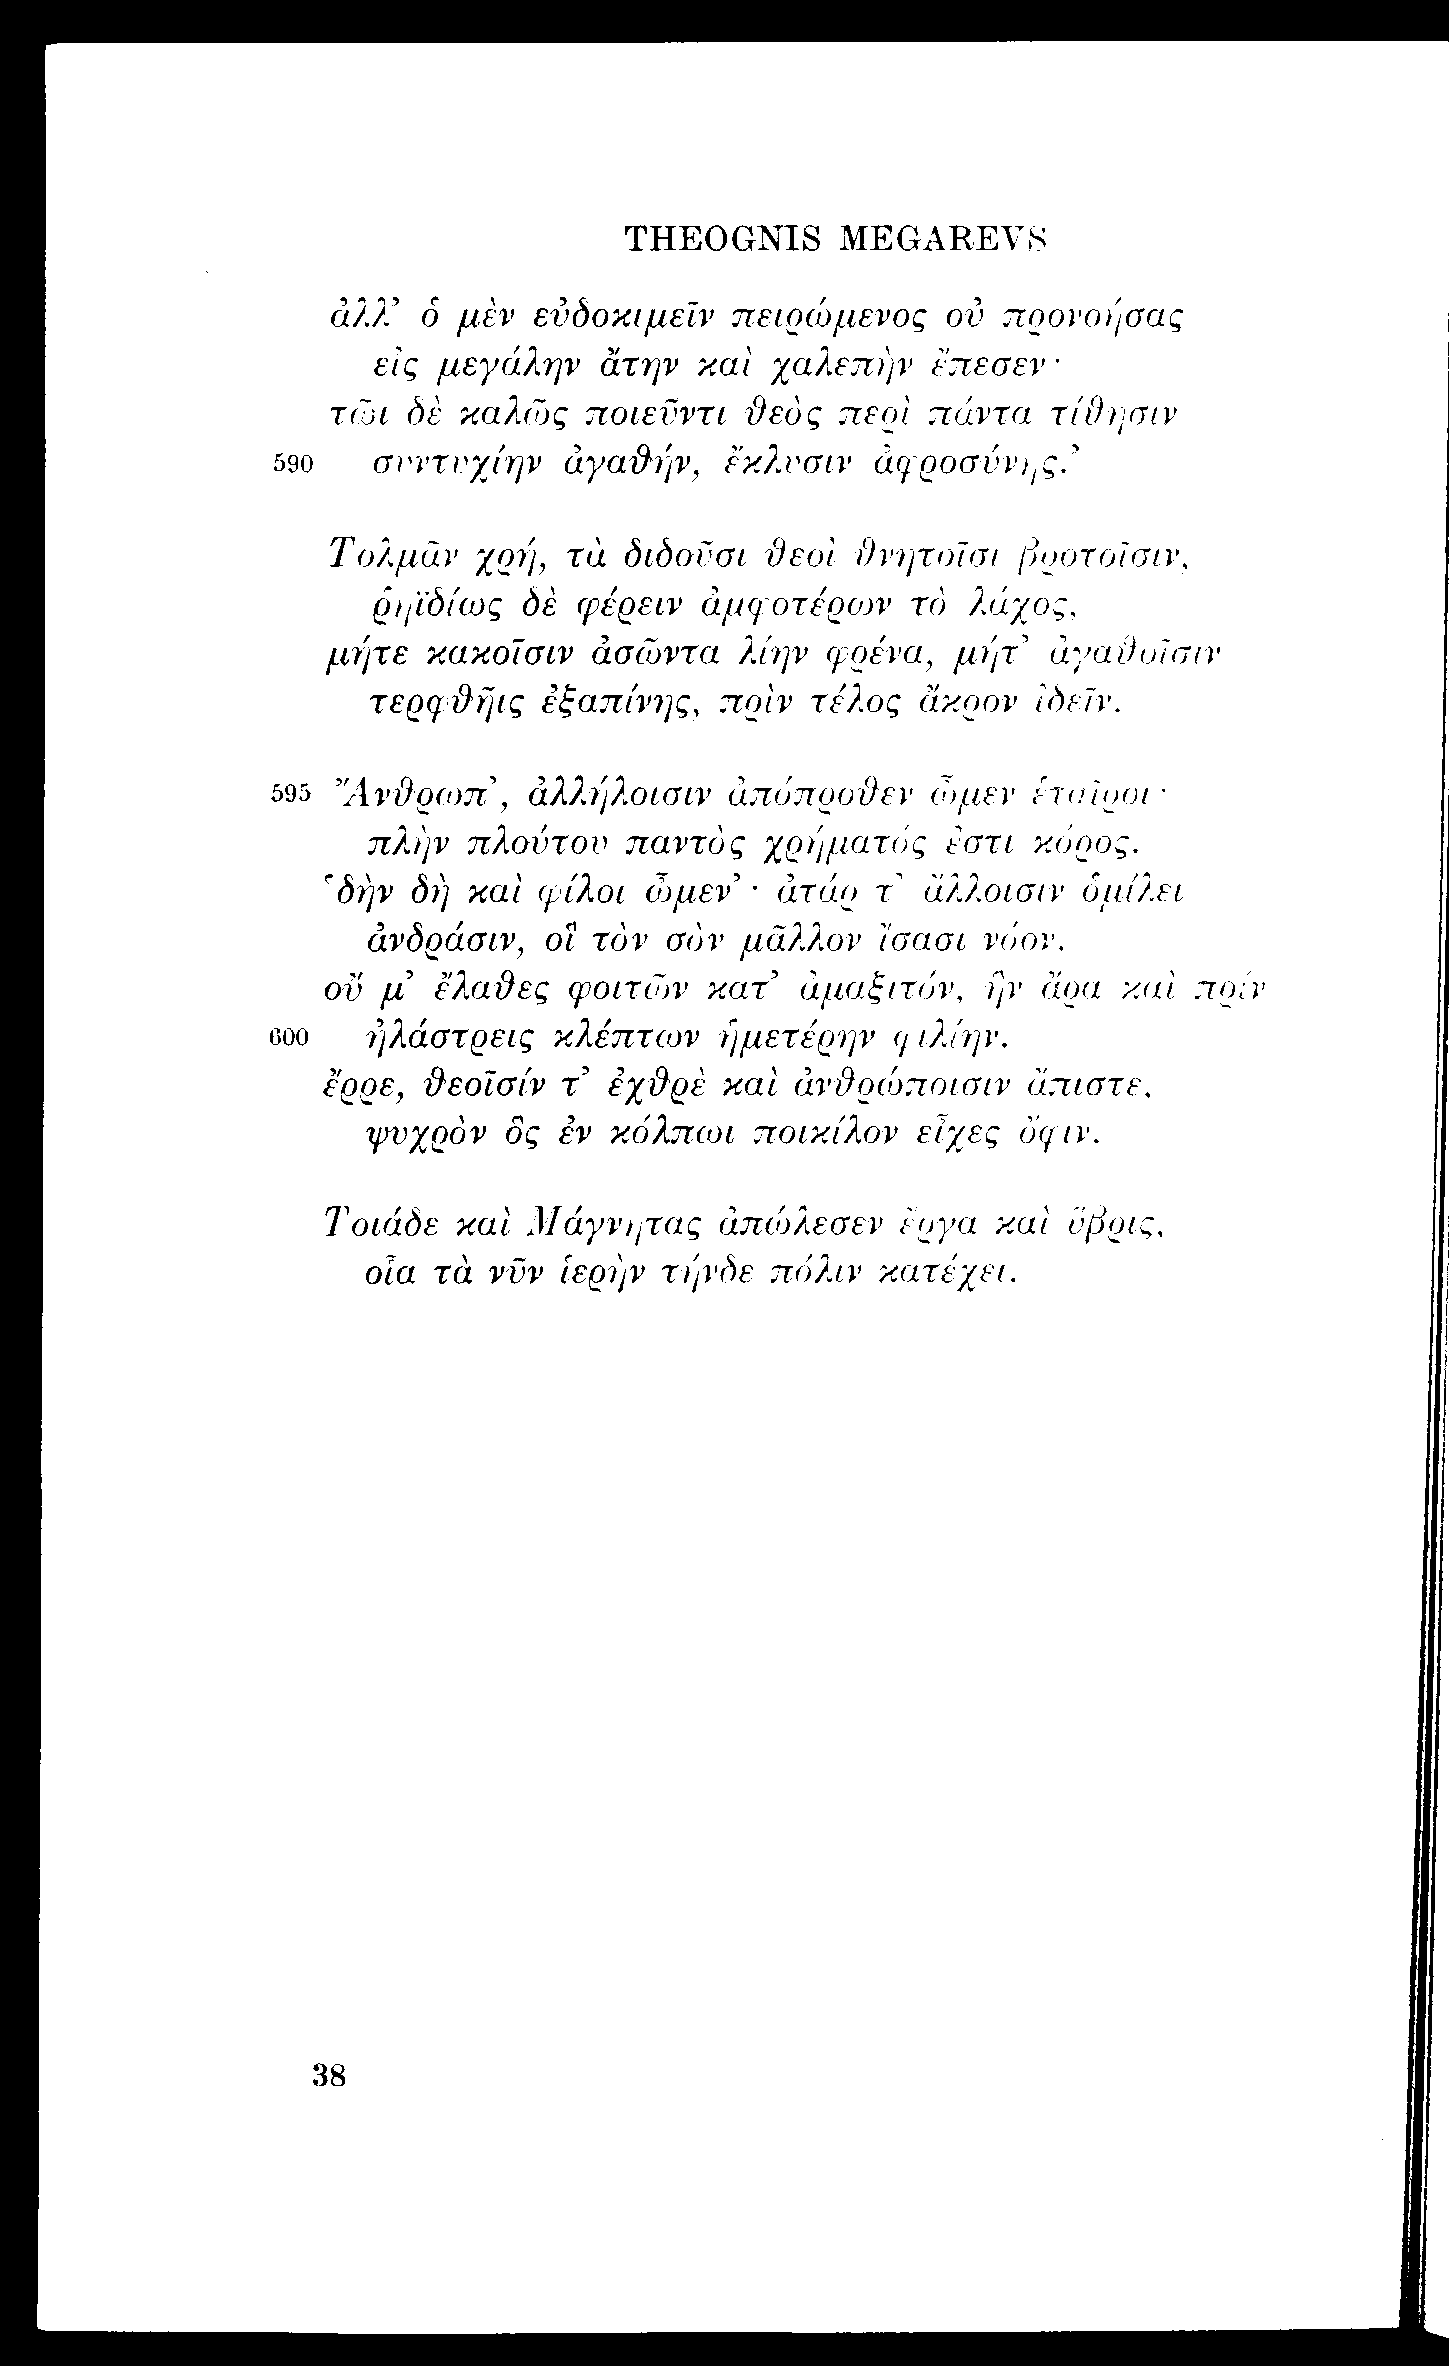 THEOGNIS MEGAREVS
ἀλλ’ ὁ μὲν εὐδοκιμεῖν πειρώμενος οὐ προνοήσας
εἰς μεγάλην ἄτην καὶ χαλεπὴν ἔπεσεν·
τῶι δὲ καλῶς ποιεῦντι θεὸς περὶ πάντα τίθησιν
590 συντυχίην ἀγαθήν, ἔκλυσιν ἀφροσύνης.’
Τολμᾶν χρή, τὰ διδοῦσι θεοὶ θνητοῖσι βροτοῖσιν,
ῥηϊδίως δὲ φέρειν ἀμφοτέρων τὸ λάχος,
μήτε κακοῖσιν ἀσῶντα λίην φρένα, μήτ’ ἀγαθοῖσιν
τερφθῆις ἐξαπίνης, πρὶν τέλος ἄκρον ἰδεῖν.
595 Ἄνθρωπ’, ἀλλήλοισιν ἀπόπροθεν ὦμεν ἑταῖροι·
πλὴν πλούτου παντὸς χρήματός ἐστι κόρος.
‘δὴν δὴ καὶ φίλοι ὦμεν’· ἀτάρ τ’ ἄλλοισιν ὁμίλει
ἀνδράσιν, οἳ τὸν σὸν μᾶλλον ἴσασι νόον.
οὔ μ’ ἔλαθες φοιτῶν κατ’ ἀμαξιτόν, ἣν ἄρα καὶ πρίν
600 ἠλάστρεις κλέπτων ἡμετέρην φιλίην.
ἔρρε, θεοῖσίν τ’ ἐχθρὲ καὶ ἀνθρώποισιν ἄπιστε,
ψυχρὸν ὃς ἐν κόλπωι ποικίλον εἶχες ὄφιν.
Τοιάδε καὶ Μάγνητας ἀπώλεσεν ἔργα καὶ ὕβρις,
οἷα τὰ νῦν ἱερὴν τήνδε πόλιν κατέχει.
38